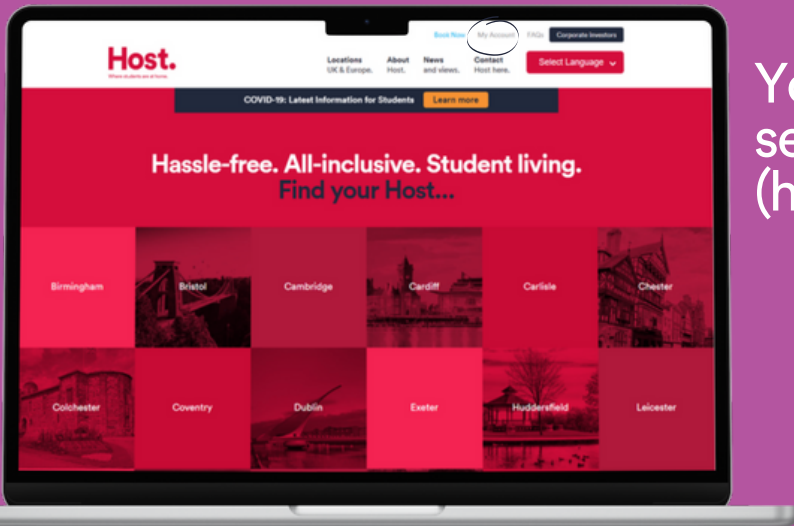 Book Now My Account FAQs Corporate Investors
Host.
Where students are at home.
Locations About News Contact
UK & Europe. Host. and views. Host here.
Select Language
COVID-19: Latest Information for Students Learn more
Hassle-free. All-inclusive. Student living.
Find your Host...
Birmingham Bristol Cambridge Cardiff Carlisle Chester
Colchester Coventry Dublin Exeter Huddersfield Leicester